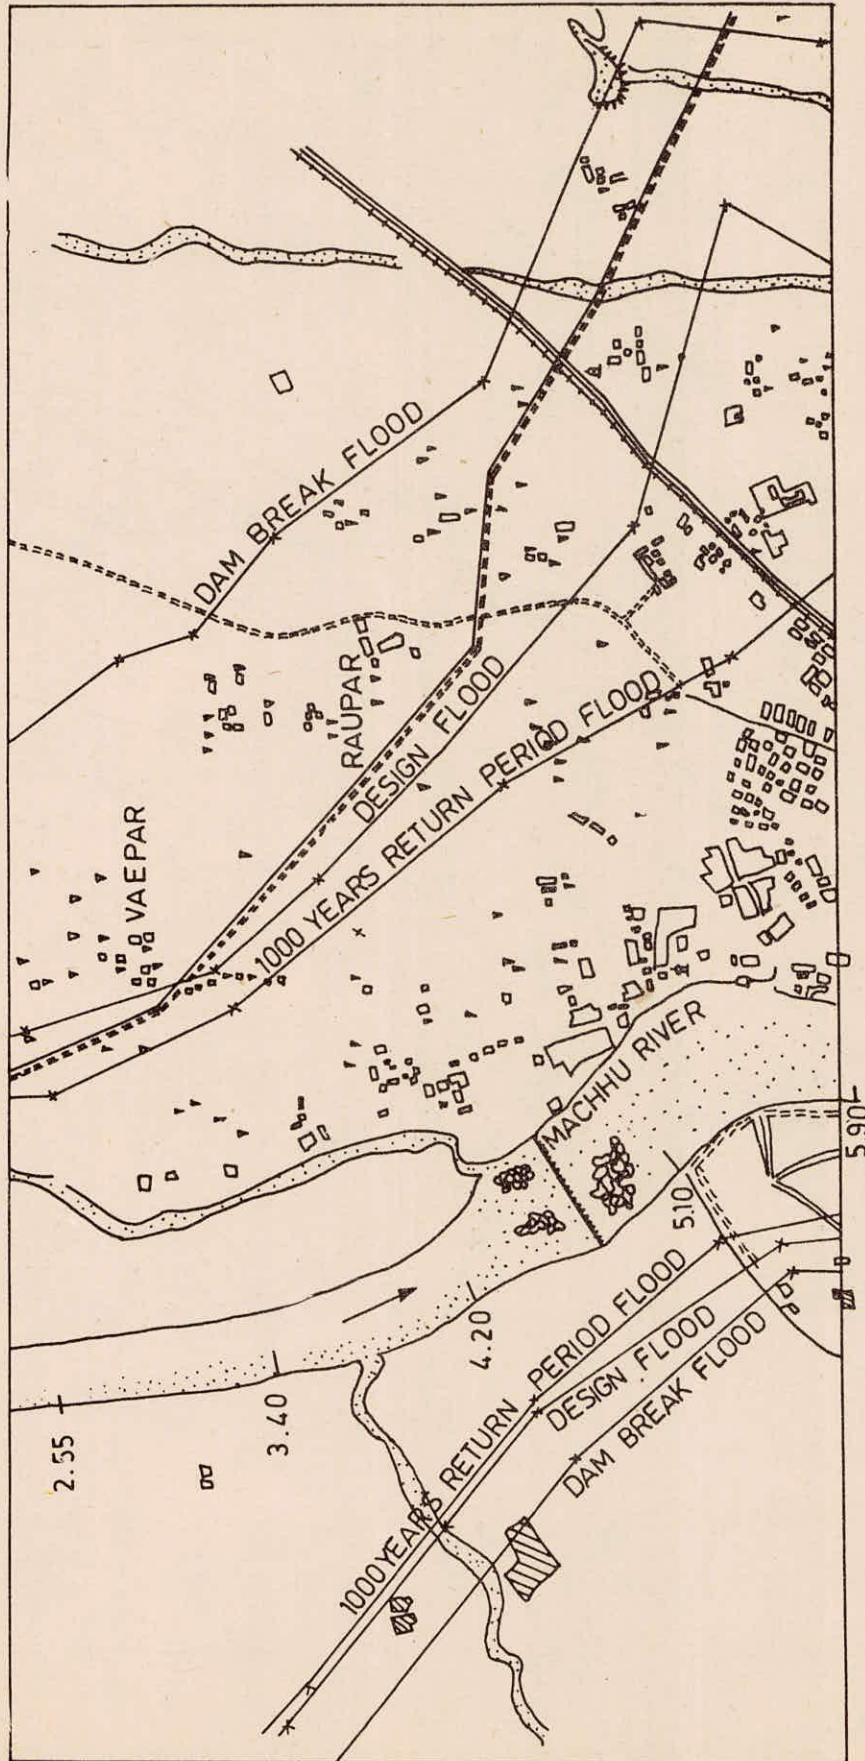 DAM BREAK FLOOD
RAUPAR
DESIGN FLOOD
VAEPAR
1000 YEARS RETURN PERIOD FLOOD
MACHHU RIVER
2.55
3.40
4.20
5.10
5.90
1000 YEARS RETURN PERIOD FLOOD
DESIGN FLOOD
DAM BREAK FLOOD